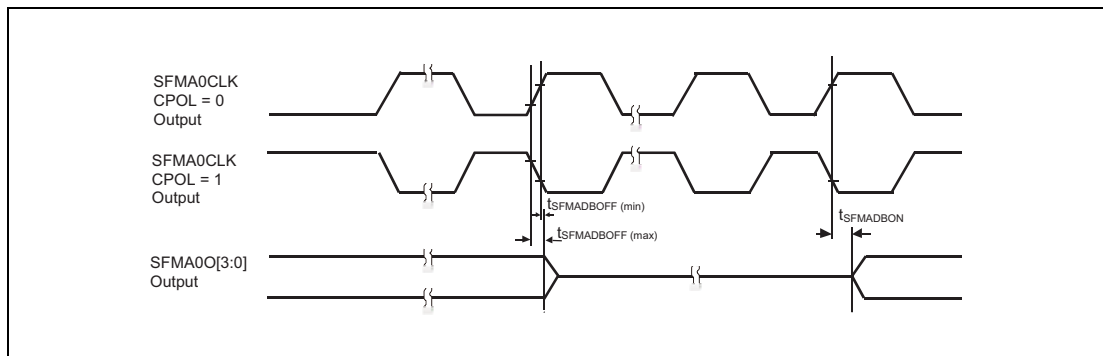 SFMA0CLK
CPOL = 0
Output
SFMA0CLK
CPOL = 1
Output
tSFMADBOFF (min)
tSFMADBON
tSFMADBOFF (max)
SFMA0O[3:0]
Output